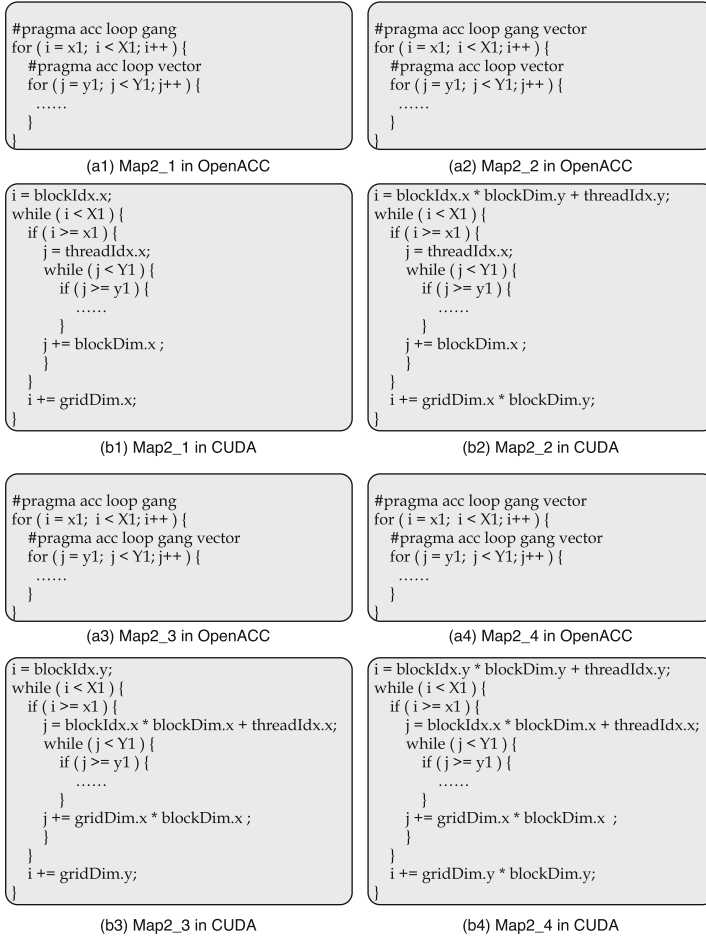 #pragma acc loop gang
for ( i = x1; i < X1; i++ ) {
#pragma acc loop vector
for ( j = y1; j < Y1; j++ ) {
......
}
}
(a1) Map2_1 in OpenACC
#pragma acc loop gang vector
for ( i = x1; i < X1; i++ ) {
#pragma acc loop vector
for ( j = y1; j < Y1; j++ ) {
......
}
}
(a2) Map2_2 in OpenACC
i = blockIdx.x;
while ( i < X1 ) {
if ( i >= x1 ) {
j = threadIdx.x;
while ( j < Y1 ) {
if ( j >= y1 ) {
......
}
j += blockDim.x ;
}
}
i += gridDim.x;
}
(b1) Map2_1 in CUDA
i = blockIdx.x * blockDim.y + threadIdx.y;
while ( i < X1 ) {
if ( i >= x1 ) {
j = threadIdx.x;
while ( j < Y1 ) {
if ( j >= y1 ) {
......
}
j += blockDim.x ;
}
}
i += gridDim.x * blockDim.y;
}
(b2) Map2_2 in CUDA
#pragma acc loop gang
for ( i = x1; i < X1; i++ ) {
#pragma acc loop gang vector
for ( j = y1; j < Y1; j++ ) {
......
}
}
(a3) Map2_3 in OpenACC
#pragma acc loop gang vector
for ( i = x1; i < X1; i++ ) {
#pragma acc loop gang vector
for ( j = y1; j < Y1; j++ ) {
......
}
}
(a4) Map2_4 in OpenACC
i = blockIdx.y;
while ( i < X1 ) {
if ( i >= x1 ) {
j = blockIdx.x * blockDim.x + threadIdx.x;
while ( j < Y1 ) {
if ( j >= y1 ) {
......
}
j += gridDim.x * blockDim.x ;
}
}
i += gridDim.y;
}
(b3) Map2_3 in CUDA
i = blockIdx.y * blockDim.y + threadIdx.y;
while ( i < X1 ) {
if ( i >= x1 ) {
j = blockIdx.x * blockDim.x + threadIdx.x;
while ( j < Y1 ) {
if ( j >= y1 ) {
......
}
j += gridDim.x * blockDim.x ;
}
}
i += gridDim.y * blockDim.y;
}
(b4) Map2_4 in CUDA